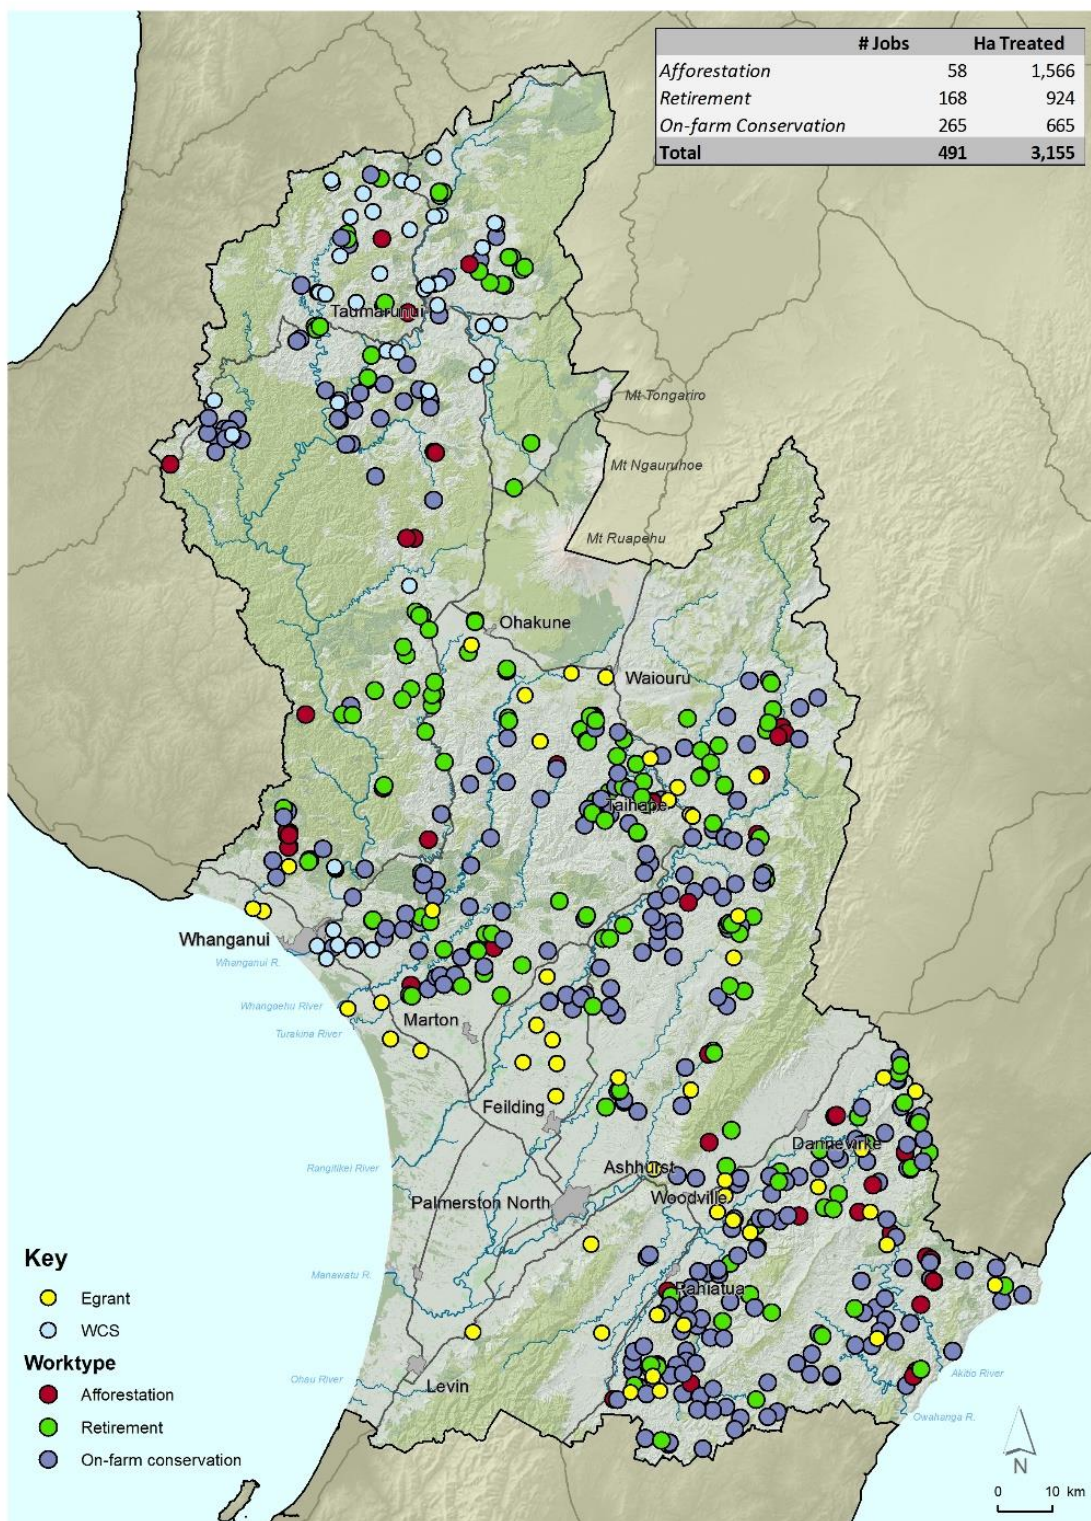 # Jobs Ha Treated
Afforestation 58 1,566
Retirement 168 924
On-farm Conservation 265 665
Total 491 3,155
Taumarunui
Mt Tongariro
Mt Ngauruhoe
Mt Ruapehu
Ohakune
Waiouru
Taihape
Whanganui
Whanganui R.
Whangaehu River
Marton
Turakina River
Feilding
Dannevirke
Rangitikei River
Ashhurst
Woodville
Palmerston North
Manawatu R.
Pahiatua
Ohau River
Levin
Akitio River
Owahanga R.
Key
Egrant
WCS
Worktype
Afforestation
Retirement
On-farm conservation
N
0 10 km